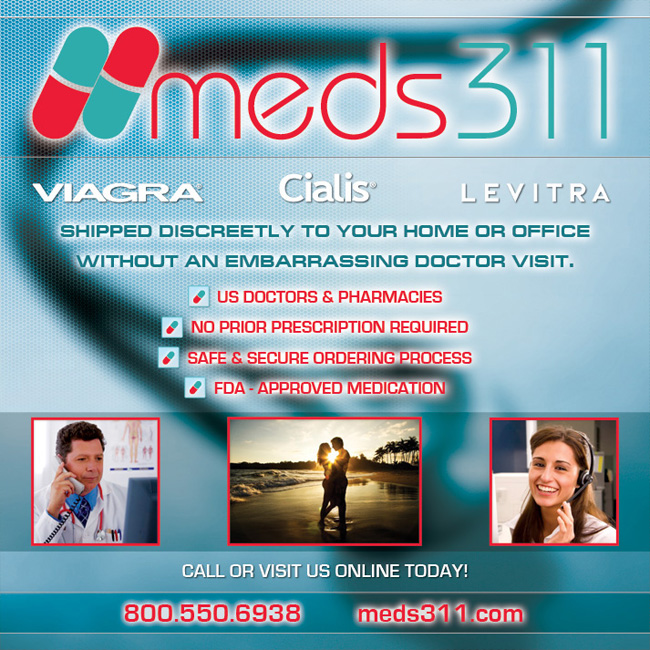 meds311
VIAGRA® Cialis® LEVITRA
SHIPPED DISCREETLY TO YOUR HOME OR OFFICE
WITHOUT AN EMBARRASSING DOCTOR VISIT.
US DOCTORS & PHARMACIES
NO PRIOR PRESCRIPTION REQUIRED
SAFE & SECURE ORDERING PROCESS
FDA - APPROVED MEDICATION
CALL OR VISIT US ONLINE TODAY!
800.550.6938 meds311.com